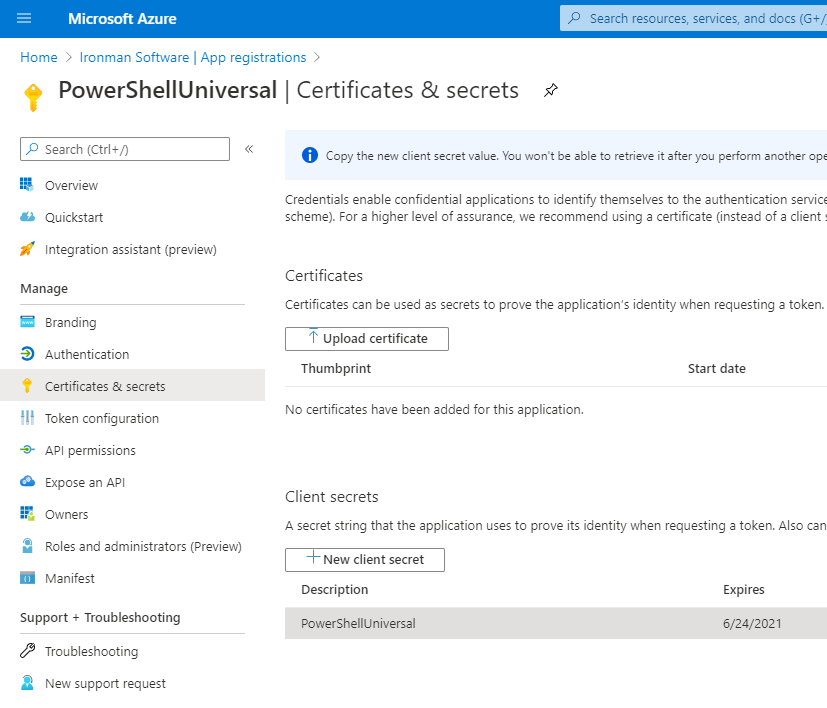 Microsoft Azure
Search resources, services, and docs (G+/)
Home > Ironman Software | App registrations >
PowerShellUniversal | Certificates & secrets
Search (Ctrl+/)
«
Overview
Quickstart
Integration assistant (preview)
Manage
Branding
Authentication
Certificates & secrets
Token configuration
API permissions
Expose an API
Owners
Roles and administrators (Preview)
Manifest
Support + Troubleshooting
Troubleshooting
New support request
Copy the new client secret value. You won't be able to retrieve it after you perform another ope
Credentials enable confidential applications to identify themselves to the authentication service
scheme). For a higher level of assurance, we recommend using a certificate (instead of a client s
Certificates
Certificates can be used as secrets to prove the application's identity when requesting a token.
Upload certificate
Thumbprint Start date
No certificates have been added for this application.
Client secrets
A secret string that the application uses to prove its identity when requesting a token. Also can
New client secret
Description Expires
PowerShellUniversal 6/24/2021